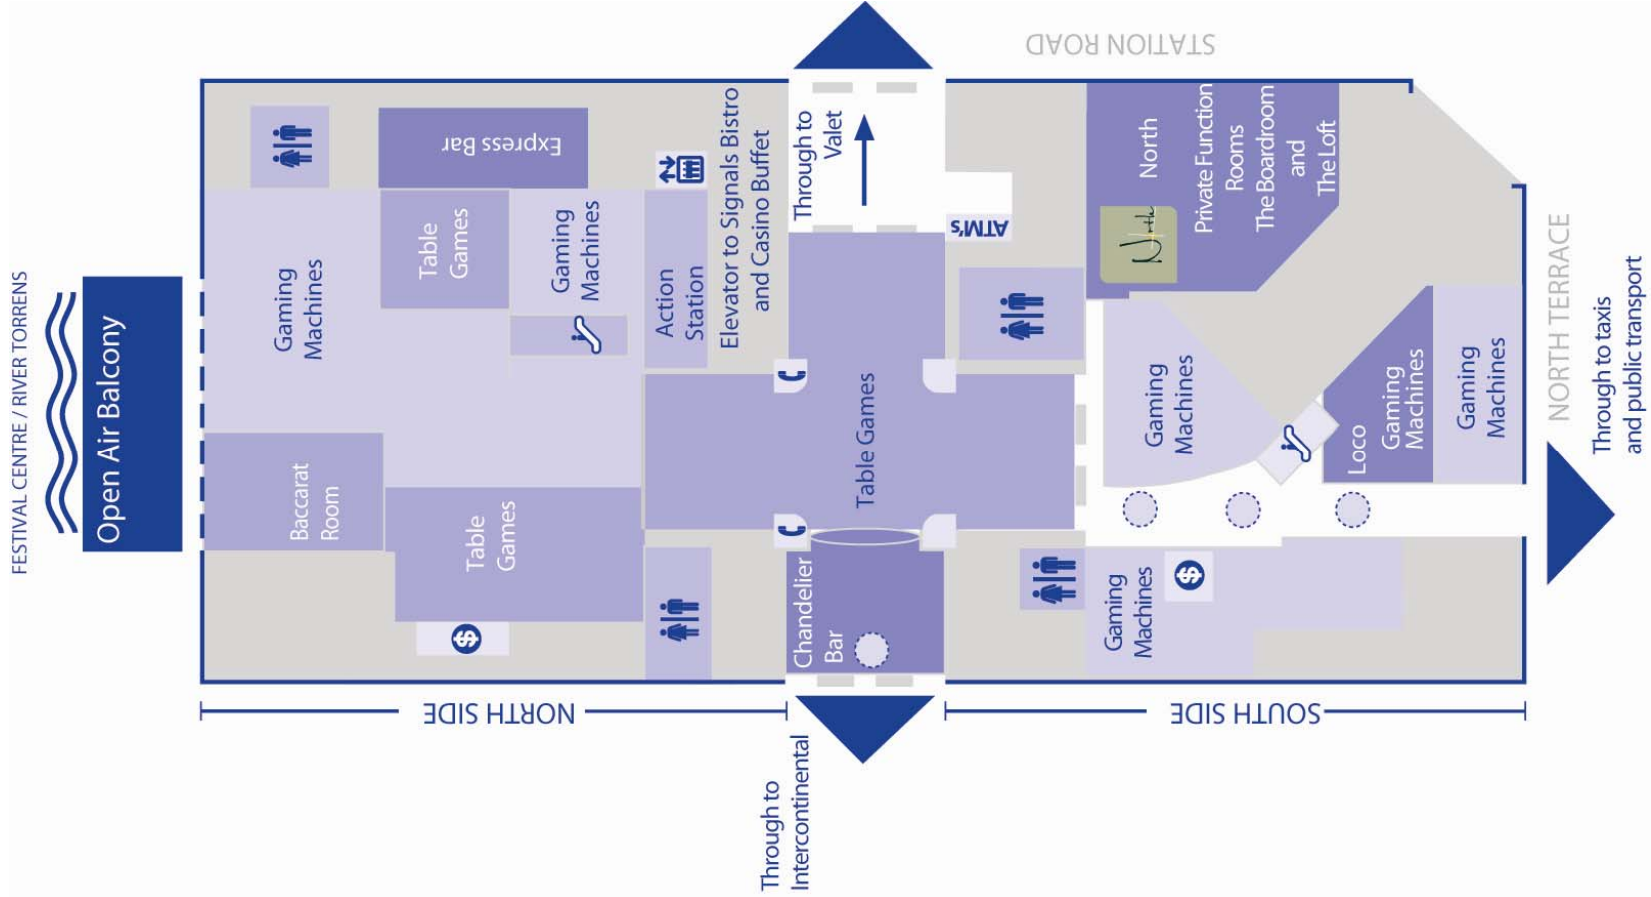 FESTIVAL CENTRE / RIVER TORRENS
Open Air Balcony
Gaming
Machines
Baccarat
Room
Express Bar
Table
Games
Gaming
Machines
Table
Games
$
Action
Station
Elevator to Signals Bistro
and Casino Buffet
NORTH SIDE
Through to
Valet
Table Games
C
C
Chandelier
Bar
Through to
Intercontinental
ATM's
STATION ROAD
North
North
Private Function
Rooms
The Boardroom
and
The Loft
Gaming
Machines
Loco
Gaming
Machines
Gaming
Machines
Gaming
Machines
$
SOUTH SIDE
NORTH TERRACE
Through to taxis
and public transport